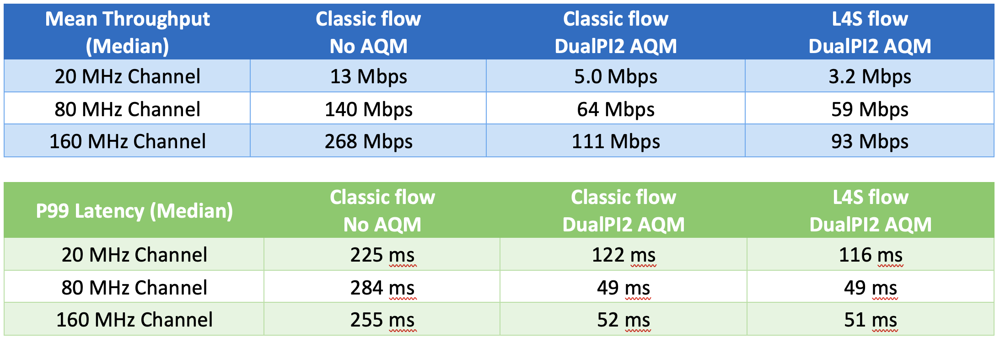 Mean Throughput (Median)
Classic flow No AQM
Classic flow DualPI2 AQM
L4S flow DualPI2 AQM
20 MHz Channel
13 Mbps
5.0 Mbps
3.2 Mbps
80 MHz Channel
140 Mbps
64 Mbps
59 Mbps
160 MHz Channel
268 Mbps
111 Mbps
93 Mbps
P99 Latency (Median)
Classic flow No AQM
Classic flow DualPI2 AQM
L4S flow DualPI2 AQM
20 MHz Channel
225 ms
122 ms
116 ms
80 MHz Channel
284 ms
49 ms
49 ms
160 MHz Channel
255 ms
52 ms
51 ms